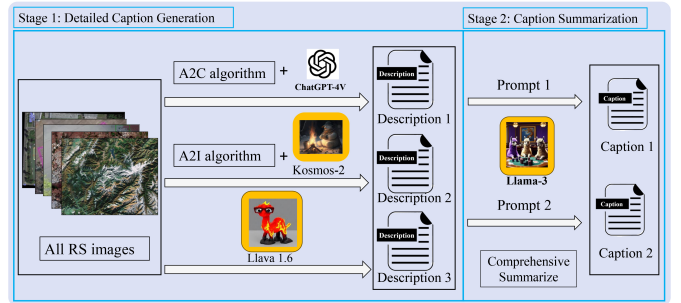 Stage 1: Detailed Caption Generation
Stage 2: Caption Summarization
All RS images
A2C algorithm
+
ChatGPT-4V
A2I algorithm
+
Kosmos-2
Llava 1.6
Description
Description 1
Description
Description 2
Description
Description 3
Prompt 1
Llama-3
Prompt 2
Comprehensive
Summarize
Caption
Caption 1
Caption
Caption 2